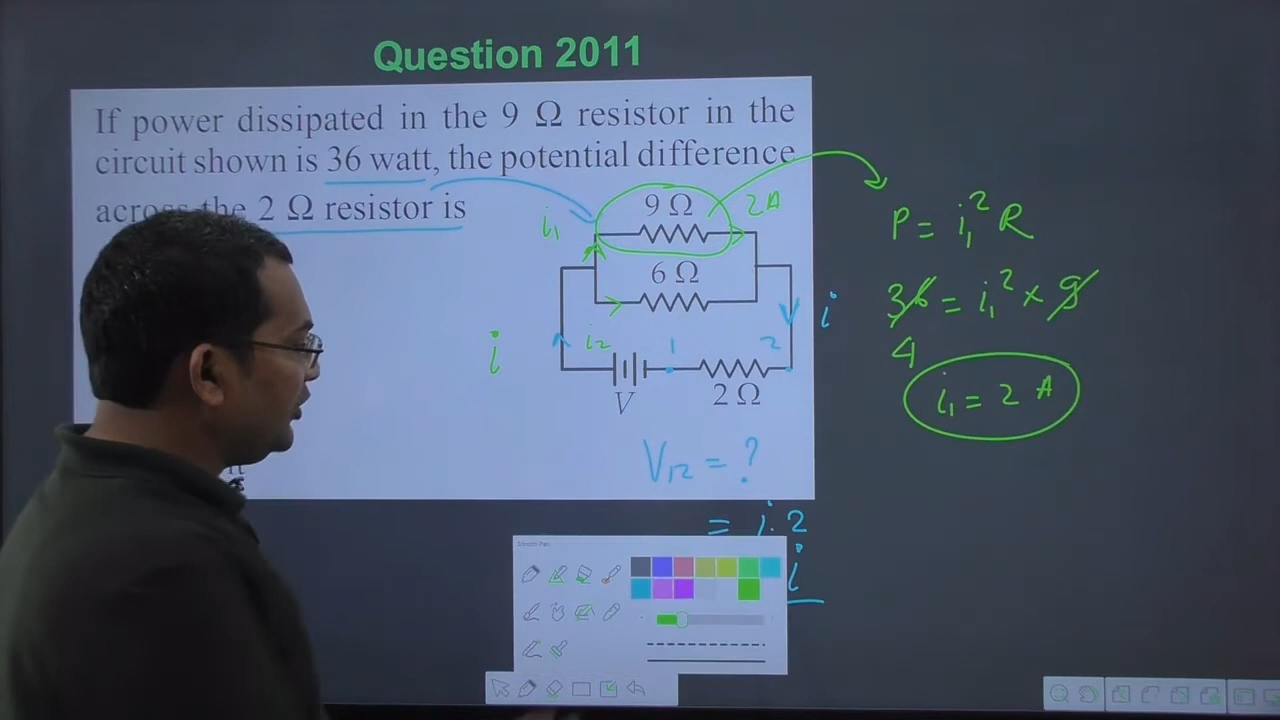 Question 2011
If power dissipated in the 9 Ω resistor in the
circuit shown is 36 watt, the potential difference
across the 2 Ω resistor is
9 Ω
2A
i₁
6 Ω
i
i₂
i
1
2
V
2 Ω
V₁₂ = ?
= i.2
i
P = i₁² R
36 = i₁² × 9
4
i₁ = 2 A
Smooth Pen